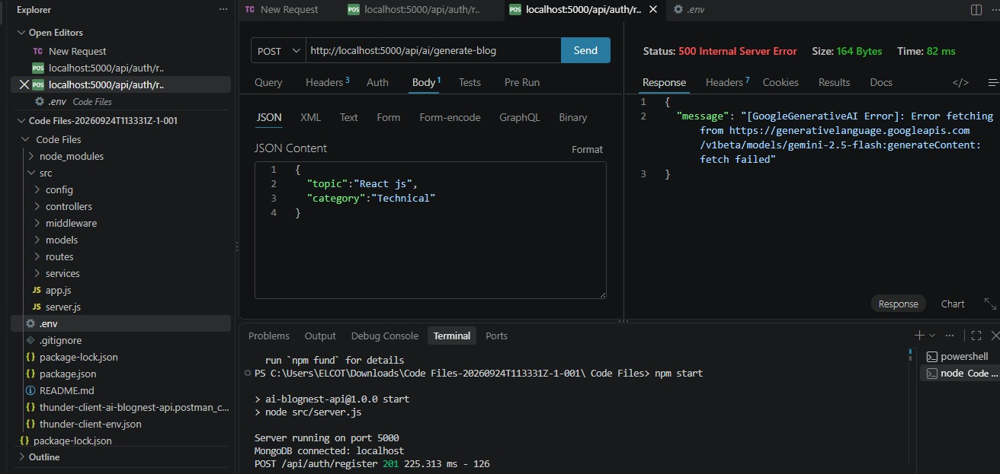 Explorer
···
Open Editors
TC New Request
POS localhost:5000/api/auth/r..
POS localhost:5000/api/auth/r..
.env Code Files
Code Files-20260924T113331Z-1-001
Code Files
node_modules
src
config
controllers
middleware
models
routes
services
JS app.js
JS server.js
.env
.gitignore
{} package-lock.json
{} package.json
README.md
{} thunder-client-ai-blognest-api.postman_c...
{} thunder-client-env.json
{} package-lock.json
Outline
TC New Request
POS localhost:5000/api/auth/r..
POS localhost:5000/api/auth/r..
.env
POST
http://localhost:5000/api/ai/generate-blog
Send
Query
Headers 3
Auth
Body 1
Tests
Pre Run
JSON
XML
Text
Form
Form-encode
GraphQL
Binary
JSON Content
Format
1 {
2 "topic":"React js",
3 "category":"Technical"
4 }
Status: 500 Internal Server Error Size: 164 Bytes Time: 82 ms
Response
Headers 7
Cookies
Results
Docs
</>
1 {
2 "message": "[GoogleGenerativeAI Error]: Error fetching
from https://generativelanguage.googleapis.com
/v1beta/models/gemini-2.5-flash:generateContent:
fetch failed"
3 }
Response
Chart
Problems
Output
Debug Console
Terminal
Ports
run `npm fund` for details
PS C:\Users\ELCOT\Downloads\Code Files-20260924T113331Z-1-001\ Code Files> npm start
> ai-blognest-api@1.0.0 start
> node src/server.js
Server running on port 5000
MongoDB connected: localhost
POST /api/auth/register 201 225.313 ms - 126
powershell
node Code ...